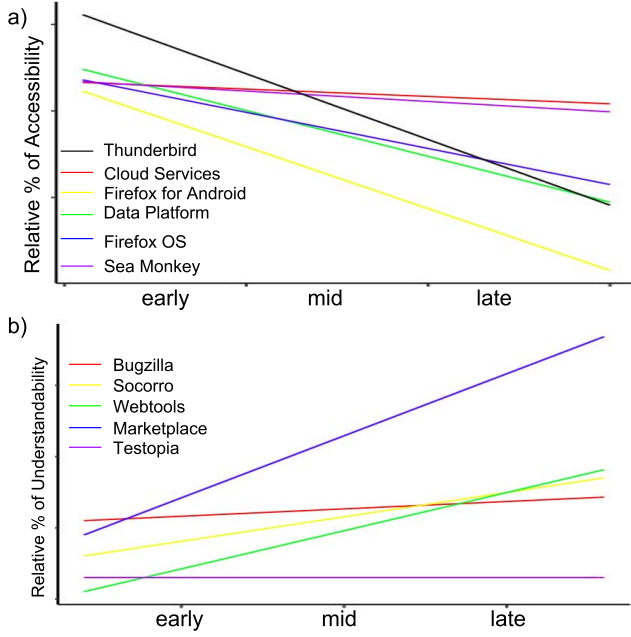 a)
Relative % of Accessibility
Thunderbird
Cloud Services
Firefox for Android
Data Platform
Firefox OS
Sea Monkey
early mid late
b)
Relative % of Understandability
Bugzilla
Socorro
Webtools
Marketplace
Testopia
early mid late